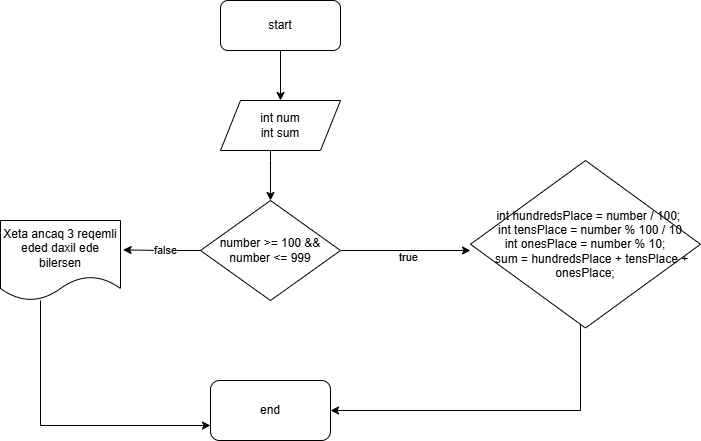 start
int num
int sum
number >= 100 &&
number <= 999
false
true
Xeta ancaq 3 reqemli
eded daxil ede
bilersen
int hundredsPlace = number / 100;
int tensPlace = number % 100 / 10
int onesPlace = number % 10;
sum = hundredsPlace + tensPlace +
onesPlace;
end